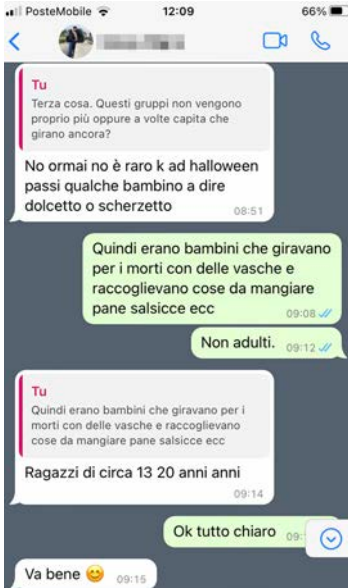 PosteMobile 12:09 66%
Tu
Terza cosa. Questi gruppi non vengono
proprio più oppure a volte capita che
girano ancora?
No ormai no è raro k ad halloween
passi qualche bambino a dire
dolcetto o scherzetto
08:51
Quindi erano bambini che giravano
per i morti con delle vasche e
raccoglievano cose da mangiare
pane salsicce ecc
09:08
Non adulti. 09:12
Tu
Quindi erano bambini che giravano per i
morti con delle vasche e raccoglievano
cose da mangiare pane salsicce ecc
Ragazzi di circa 13 20 anni anni
09:14
Ok tutto chiaro
Va bene 😊 09:15